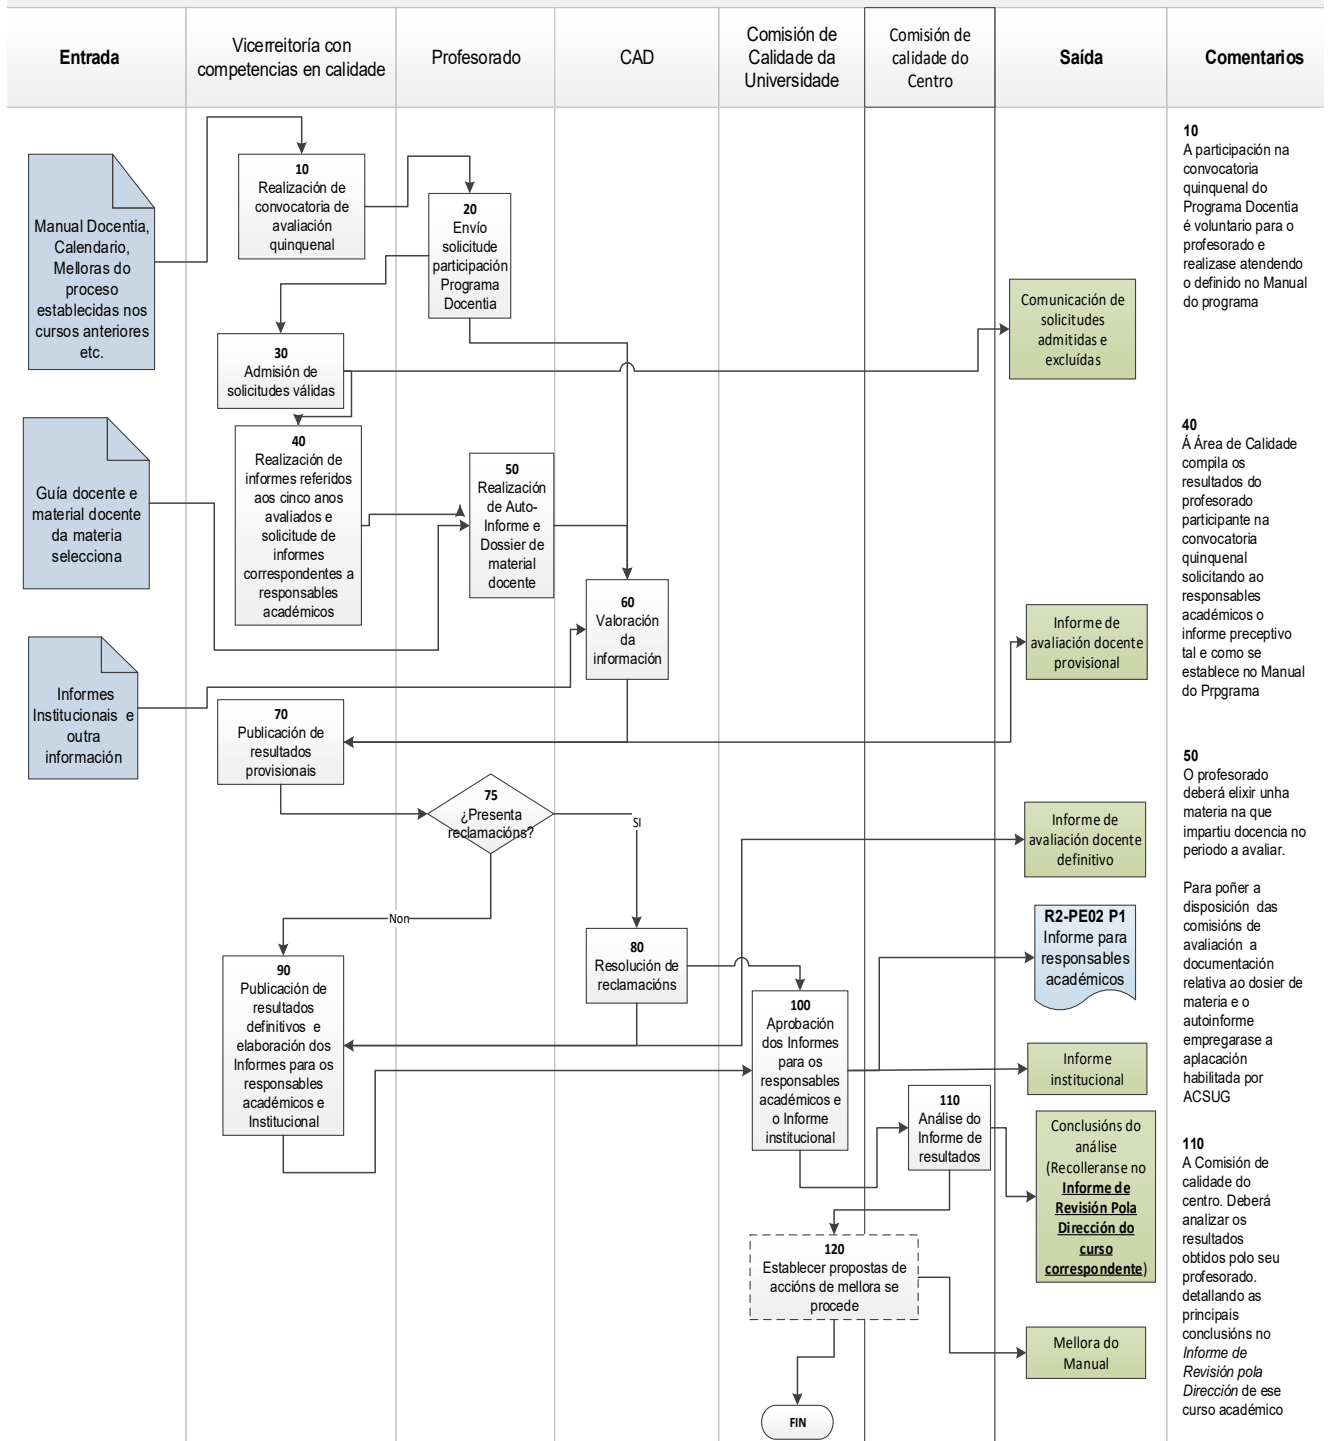 Entrada
Vicerreitoría con
competencias en calidade
Profesorado
CAD
Comisión de
Calidade da
Universidade
Comisión de
calidade do
Centro
Saída
Comentarios
Manual Docentia,
Calendario,
Melloras do
proceso
establecidas nos
cursos anteriores
etc.
10
Realización de
convocatoria de
avaliación
quinquenal
20
Envío
solicitude
participación
Programa
Docentia
30
Admisión de
solicitudes válidas
Comunicación de
solicitudes
admitidas e
excluídas
10
A participación na
convocatoria
quinquenal do
Programa Docentia
é voluntario para o
profesorado e
realizase atendendo
o definido no Manual
do programa
Guía docente e
material docente
da materia
selecciona
40
Realización de
informes referidos
aos cinco anos
avaliados e
solicitude de
informes
correspondentes a
responsables
académicos
50
Realización
de Auto-
Informe e
Dossier de
material
docente
60
Valoración
da
información
40
Á Área de Calidade
compila os
resultados do
profesorado
participante na
convocatoria
quinquenal
solicitando ao
responsables
académicos o
informe preceptivo
tal e como se
establece no Manual
do Prpgrama
Informe de
avaliación docente
provisional
Informes
Institucionais e
outra
información
70
Publicación de
resultados
provisionais
75
¿Presenta
reclamacións?
SI
Non
Informe de
avaliación docente
definitivo
50
O profesorado
deberá elixir unha
materia na que
impartiu docencia no
periodo a avaliar.
Para poñer a
disposición das
comisións de
avaliación a
documentación
relativa ao dosier de
materia e o
autoinforme
empregarase a
aplacación
habilitada por
ACSUG
80
Resolución de
reclamacións
R2-PE02 P1
Informe para
responsables
académicos
90
Publicación de
resultados
definitivos e
elaboración dos
Informes para os
responsables
académicos e
Institucional
100
Aprobación
dos Informes
para os
responsables
académicos e
o Informe
institucional
Informe
institucional
110
Análise do
Informe de
resultados
Conclusións do
análise
(Recolleranse no
Informe de
Revisión Pola
Dirección do
curso
correspondente)
110
A Comisión de
calidade do
centro. Deberá
analizar os
resultados
obtidos polo seu
profesorado.
detallando as
principais
conclusións no
Informe de
Revisión pola
Dirección de ese
curso académico
120
Establecer propostas de
accións de mellora se
procede
Mellora do
Manual
FIN